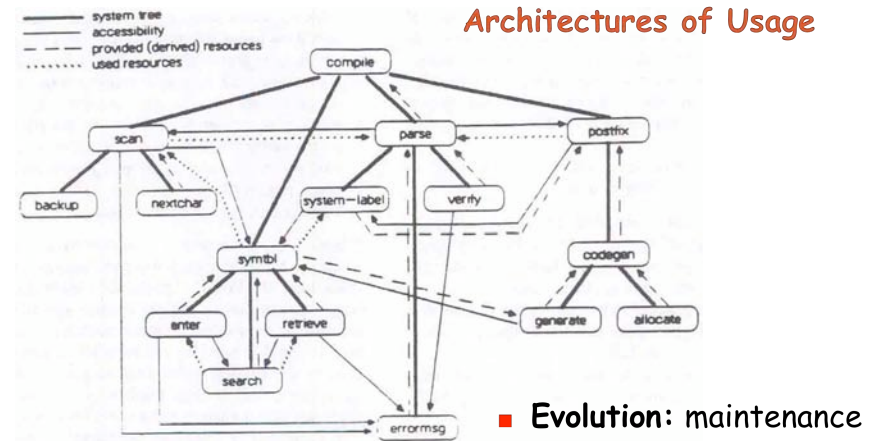 Architectures of Usage
system tree
accessibility
provided (derived) resources
used resources
compile
scan
parse
postfix
backup
nextchar
system-label
verify
symtbl
codegen
enter
retrieve
generate
allocate
search
errormsg
■ Evolution: maintenance